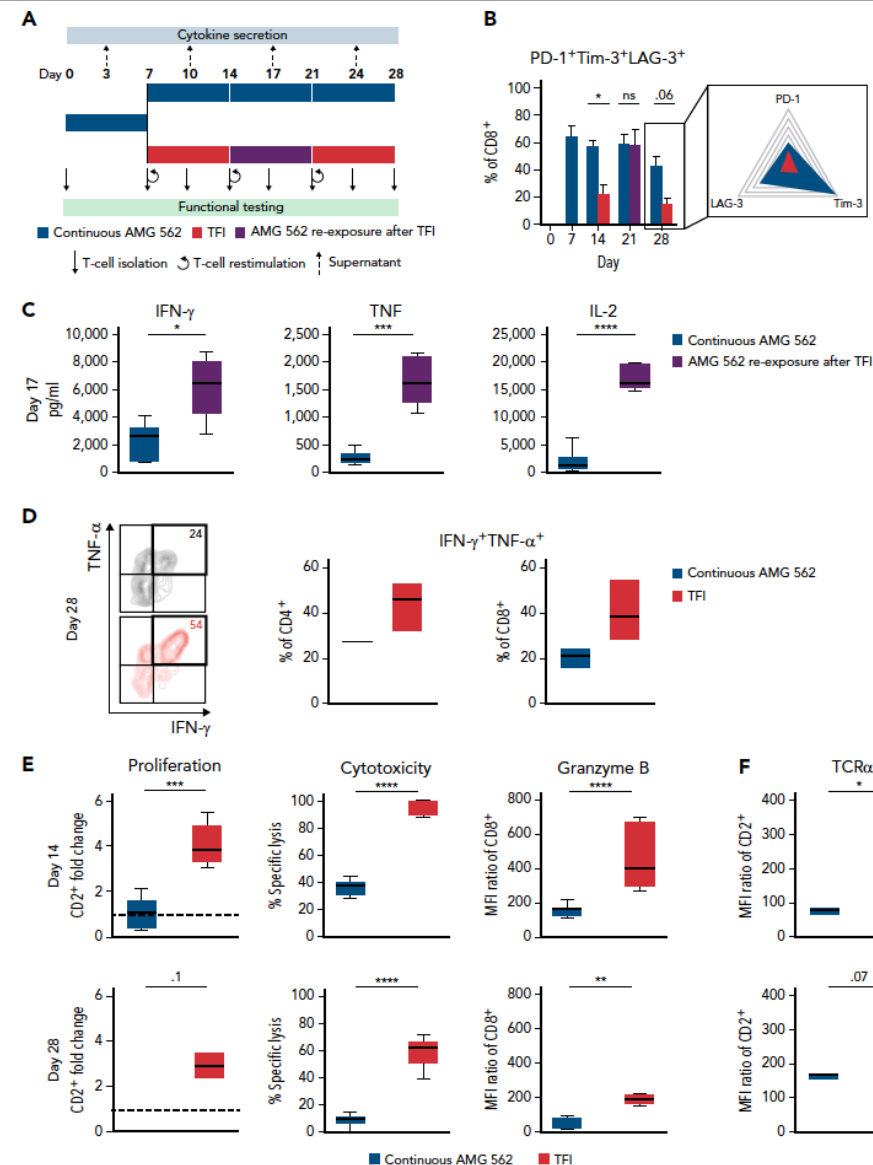 A
Cytokine secretion
Day 0 3 7 10 14 17 21 24 28
Functional testing
Continuous AMG 562 TFI AMG 562 re-exposure after TFI
T-cell isolation T-cell restimulation Supernatant
B
PD-1+Tim-3+LAG-3+
% of CD8+
100
80
60
40
20
0
* ns .06
0 7 14 21 28
Day
PD-1
LAG-3 Tim-3
C
Day 17
pg/ml
IFN-γ
*
10,000
8,000
6,000
4,000
2,000
0
TNF
***
2,500
2,000
1,500
1,000
500
0
IL-2
****
25,000
20,000
15,000
10,000
5,000
0
Continuous AMG 562
AMG 562 re-exposure after TFI
D
Day 28
TNF-α
24
54
IFN-γ
IFN-γ+TNF-α+
% of CD4+
60
40
20
0
% of CD8+
60
40
20
0
Continuous AMG 562
TFI
E
Day 14
Proliferation
***
CD2+ fold change
6
4
2
0
Cytotoxicity
****
% Specific lysis
100
80
60
40
20
0
Granzyme B
****
MFI ratio of CD8+
800
600
400
200
0
F
TCRα
*
MFI ratio of CD2+
400
300
200
100
0
Day 28
.1
CD2+ fold change
6
4
2
0
****
% Specific lysis
100
80
60
40
20
0
**
MFI ratio of CD8+
800
600
400
200
0
.07
MFI ratio of CD2+
400
300
200
100
0
Continuous AMG 562 TFI